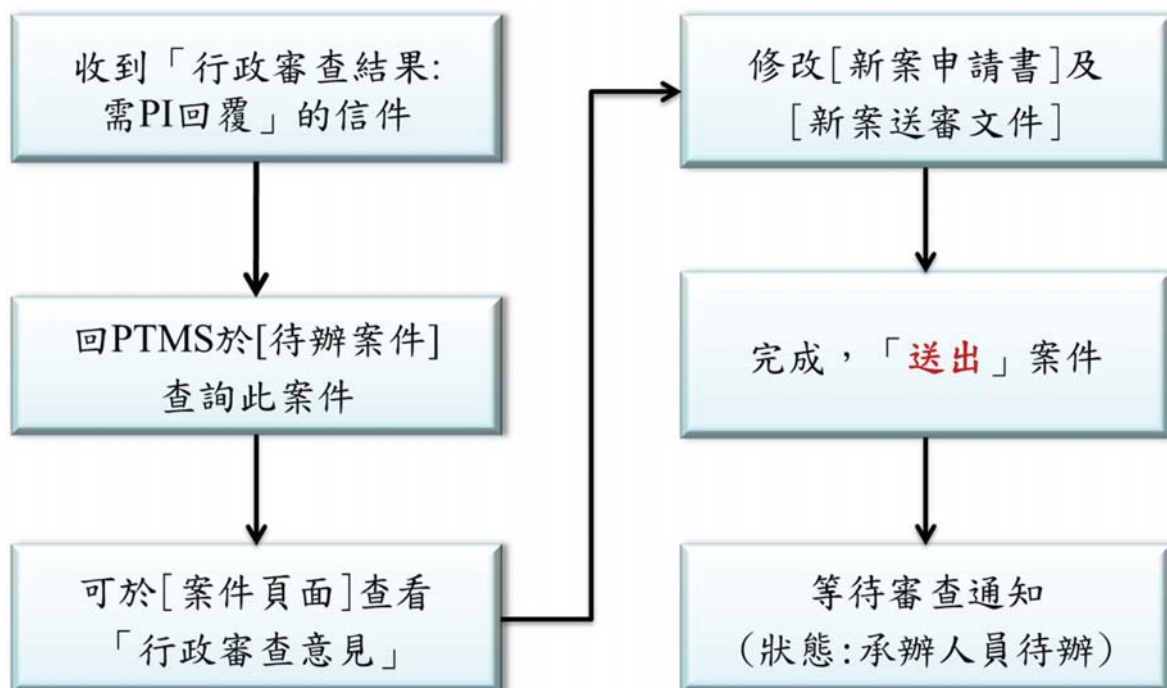 收到「行政審查結果:
需PI回覆」的信件
回PTMS於[待辦案件]
查詢此案件
可於[案件頁面]查看
「行政審查意見」
修改[新案申請書]及
[新案送審文件]
完成,「送出」案件
等待審查通知
(狀態:承辦人員待辦)